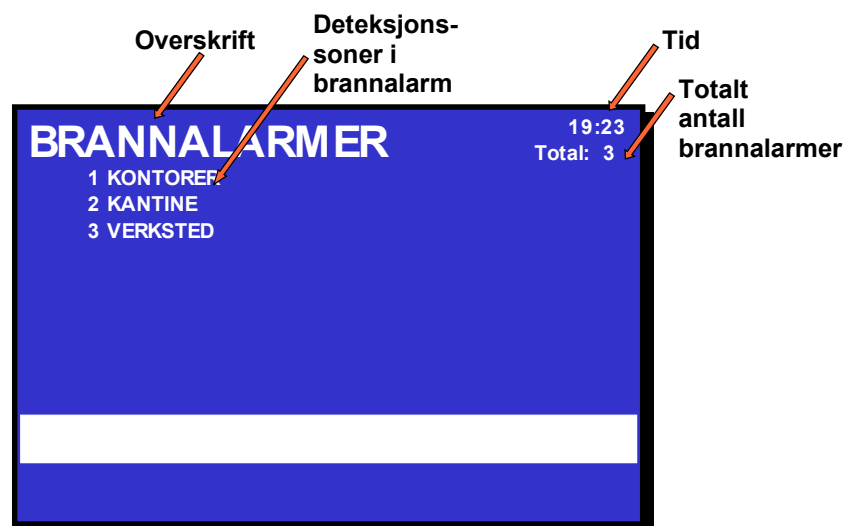 Overskrift
Deteksjons-
soner i
brannalarm
Tid
Totalt
antall
brannalarmer
BRANNALARMER
19:23
Total: 3
1 KONTORER
2 KANTINE
3 VERKSTED